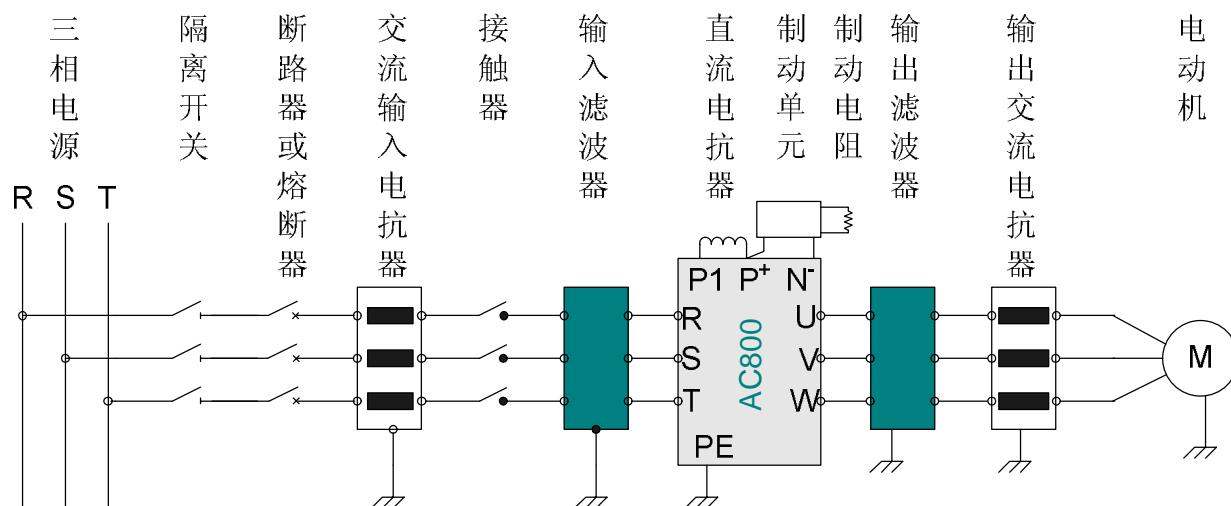 三相电源
隔离开关
断路器或熔断器
交流输入电抗器
接触器
输入滤波器
直流电抗器
制动单元
制动电阻
输出滤波器
输出交流电抗器
电动机
R S T
P1 P+ N-
R
S
T
AC800
U
V
W
PE
M